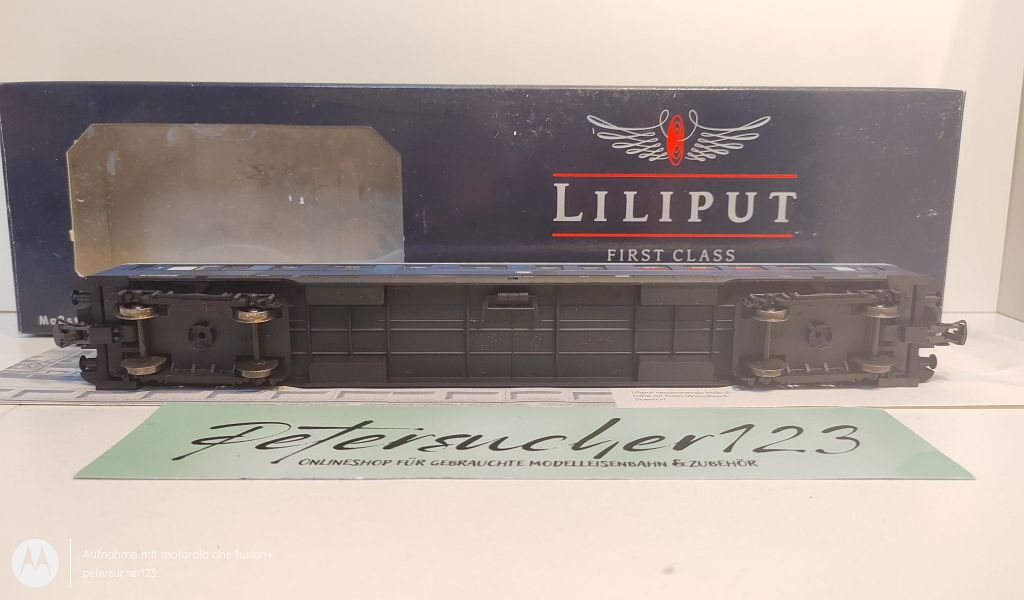 LILIPUT
FIRST CLASS
Petersucher123
ONLINESHOP FÜR GEBRAUCHTE MODELLEISENBAHN & ZUBEHÖR
Aufnahme mit motorola one fusion+
petersucher123